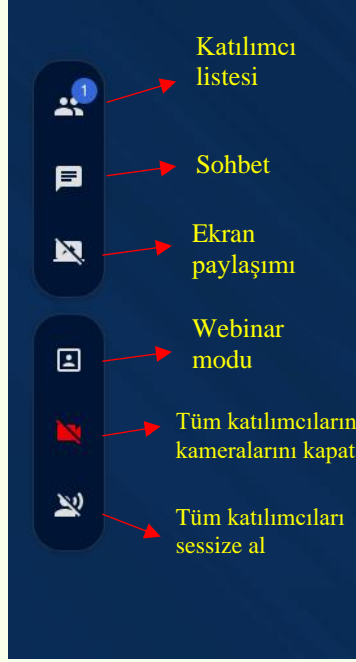 Katılımcı
listesi
1
Sohbet
Ekran
paylaşımı
Webinar
modu
Tüm katılımcıların
kameralarını kapat
Tüm katılımcıları
sessize al